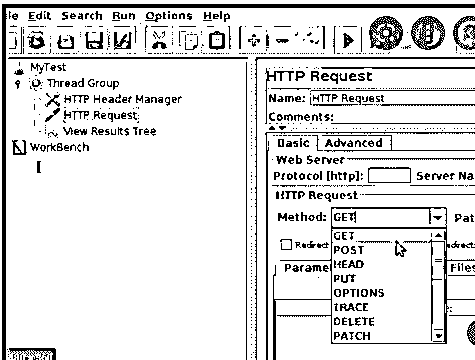 Edit Search Run Options Help
MyTest
Thread Group
HTTP Header Manager
HTTP Request
View Results Tree
WorkBench
HTTP Request
Name: HTTP Request
Comments:
Basic Advanced
Web Server
Protocol [http]: Server Na
HTTP Request
Method: GET Pat
Redirect
GET
POST
HEAD
Parame Files
PUT
OPTIONS
TRACE
DELETE
PATCH